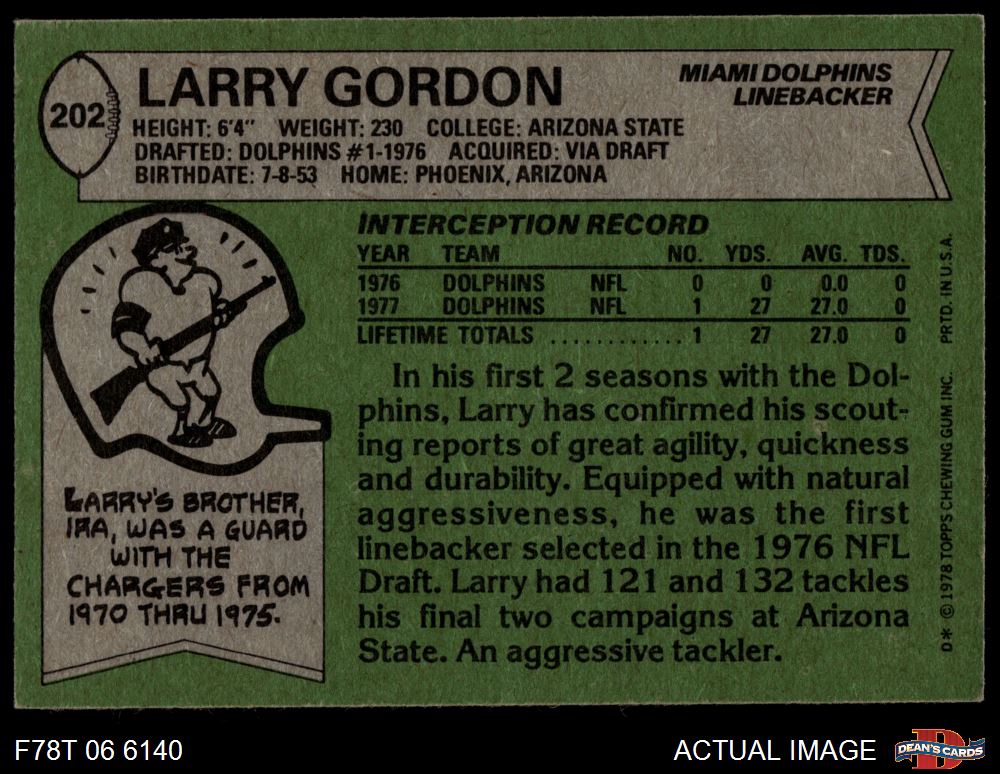 202
LARRY GORDON
MIAMI DOLPHINS
LINEBACKER
HEIGHT: 6'4" WEIGHT: 230 COLLEGE: ARIZONA STATE
DRAFTED: DOLPHINS #1-1976 ACQUIRED: VIA DRAFT
BIRTHDATE: 7-8-53 HOME: PHOENIX, ARIZONA
INTERCEPTION RECORD
YEAR TEAM NO. YDS. AVG. TDS.
1976 DOLPHINS NFL 0 0 0.0 0
1977 DOLPHINS NFL 1 27 27.0 0
LIFETIME TOTALS ............ 1 27 27.0 0
In his first 2 seasons with the Dol-
phins, Larry has confirmed his scout-
ing reports of great agility, quickness
and durability. Equipped with natural
aggressiveness, he was the first
linebacker selected in the 1976 NFL
Draft. Larry had 121 and 132 tackles
his final two campaigns at Arizona
State. An aggressive tackler.
LARRY'S BROTHER,
IRA, WAS A GUARD
WITH THE
CHARGERS FROM
1970 THRU 1975.
D* © 1978 TOPPS CHEWING GUM INC. PRTD. IN U.S.A.
F78T 06 6140
ACTUAL IMAGE
D
DEAN'S CARDS